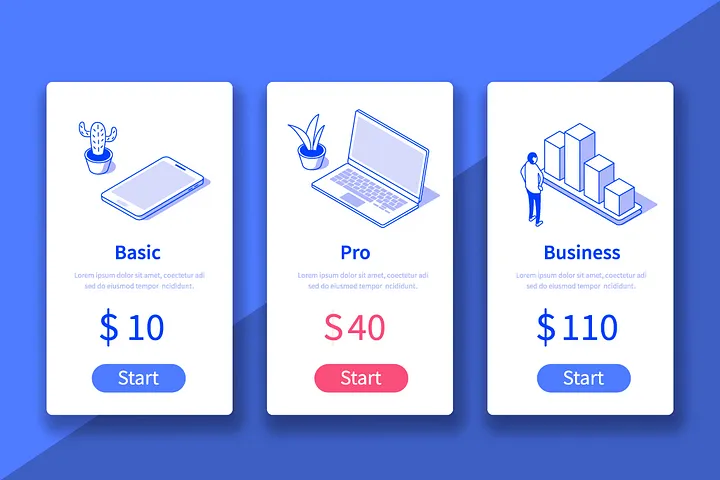 Basic
Lorem ipsum dolor sit amet, coectetur adi
sed do eiusmod tempor ncididunt.
$ 10
Start
Pro
Lorem ipsum dolor sit amet, coectetur adi
sed do eiusmad tempor ncididunt.
S 40
Start
Business
Lorem ipsum dolor sit amet, coectetur adi
sed do eiusmod tempor ncididunt.
$ 110
Start